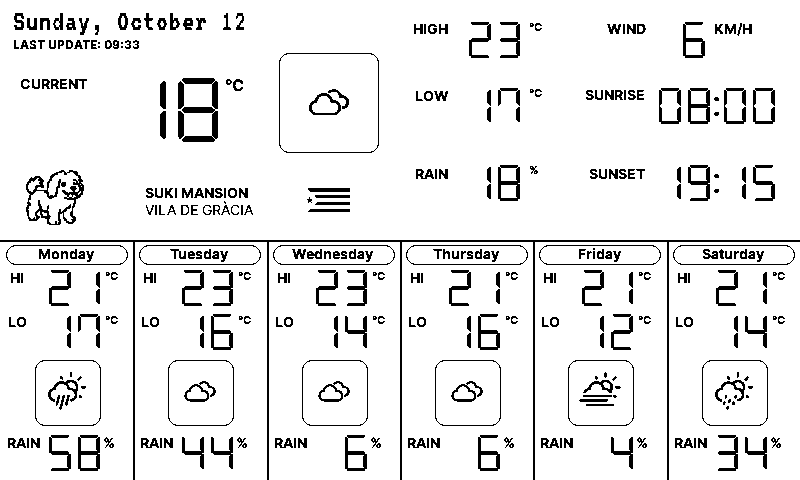 Sunday, October 12
LAST UPDATE: 09:33
CURRENT 18 °C
SUKI MANSION
VILA DE GRÀCIA
HIGH 23 °C
LOW 17 °C
RAIN 18 %
WIND 6 KM/H
SUNRISE 08:00
SUNSET 19:15
Monday
HI 21 °C
LO 17 °C
RAIN 58 %
Tuesday
HI 23 °C
LO 16 °C
RAIN 44 %
Wednesday
HI 23 °C
LO 14 °C
RAIN 6 %
Thursday
HI 21 °C
LO 16 °C
RAIN 6 %
Friday
HI 21 °C
LO 12 °C
RAIN 4 %
Saturday
HI 21 °C
LO 14 °C
RAIN 34 %